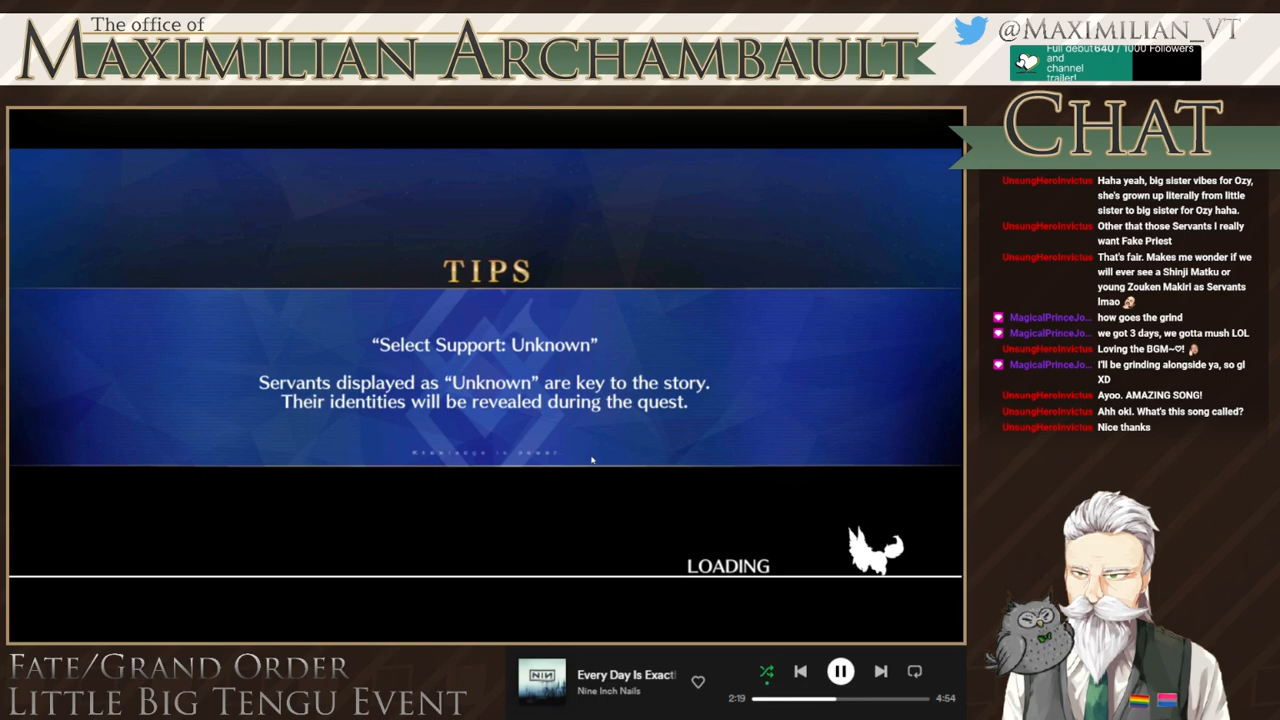 The office of
Maximilian Archambault
@Maximilian_VT
Full debut 640 / 1000 Followers
and
channel
trailer!
Chat
UnsungHeroInvictus Haha yeah, big sister vibes for Ozy,
she's grown up literally from little
sister to big sister for Ozy haha.
UnsungHeroInvictus Other that those Servants I really
want Fake Priest
UnsungHeroInvictus That's fair. Makes me wonder if we
will ever see a Shinji Matku or
young Zouken Makiri as Servants
lmao
MagicalPrinceJo... how goes the grind
MagicalPrinceJo... we got 3 days, we gotta mush LOL
UnsungHeroInvictus Loving the BGM~♡!
MagicalPrinceJo... I'll be grinding alongside ya, so gl
XD
UnsungHeroInvictus Ayoo. AMAZING SONG!
UnsungHeroInvictus Ahh oki. What's this song called?
UnsungHeroInvictus Nice thanks
TIPS
“Select Support: Unknown”
Servants displayed as “Unknown” are key to the story.
Their identities will be revealed during the quest.
Knowledge is power.
LOADING
Fate/Grand Order
Little Big Tengu Event
NIN
Every Day Is Exactl
Nine Inch Nails
2:19
4:54